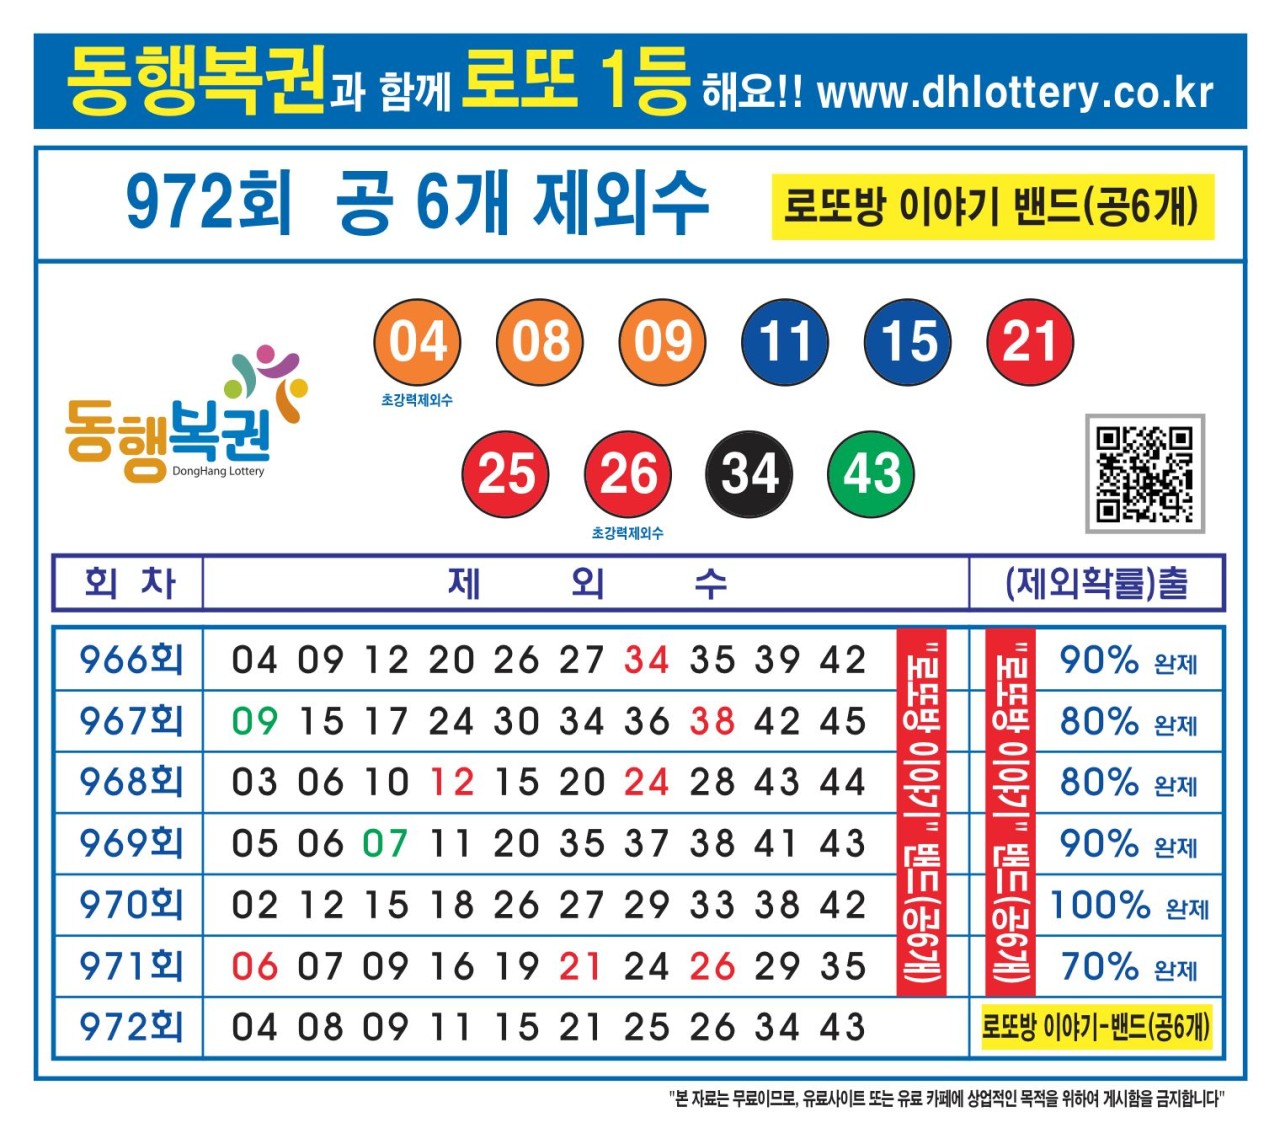 동행복권과 함께 로또 1등 해요!! www.dhlottery.co.kr
972회 공 6개 제외수 로또방 이야기 밴드(공6개)
04 08 09 11 15 21
초강력제외수
동행복권
DongHang Lottery
25 26 34 43
초강력제외수
회 차 제 외 수 (제외확률)출
966회 04 09 12 20 26 27 34 35 39 42 90% 완제
967회 09 15 17 24 30 34 36 38 42 45 80% 완제
968회 03 06 10 12 15 20 24 28 43 44 80% 완제
969회 05 06 07 11 20 35 37 38 41 43 90% 완제
970회 02 12 15 18 26 27 29 33 38 42 100% 완제
971회 06 07 09 16 19 21 24 26 29 35 70% 완제
"로또방 이야기" 밴드(공6개)
"로또방 이야기" 밴드(공6개)
972회 04 08 09 11 15 21 25 26 34 43 로또방 이야기-밴드(공6개)
"본 자료는 무료이므로, 유료사이트 또는 유료 카페에 상업적인 목적을 위하여 게시함을 금지합니다"